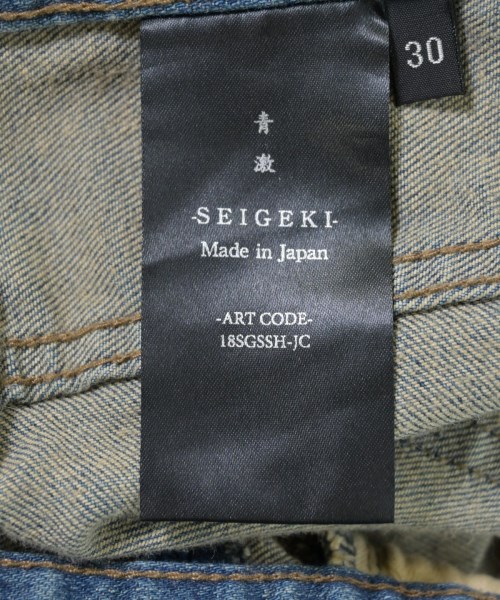 30
青
激
-SEIGEKI-
Made in Japan
-ART CODE-
18SGSSH-JC